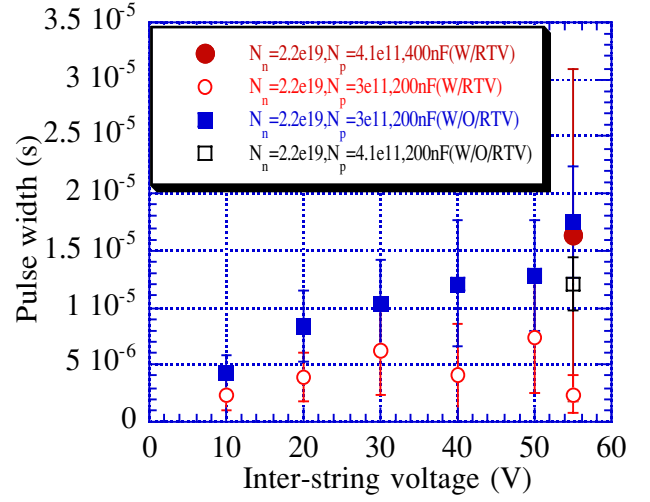 3.5 10⁻⁵
3 10⁻⁵
2.5 10⁻⁵
2 10⁻⁵
1.5 10⁻⁵
1 10⁻⁵
5 10⁻⁶
0
Pulse width (s)
Nₙ=2.2e19,Nₚ=4.1e11,400nF(W/RTV)
Nₙ=2.2e19,Nₚ=3e11,200nF(W/RTV)
Nₙ=2.2e19,Nₚ=3e11,200nF(W/O/RTV)
Nₙ=2.2e19,Nₚ=4.1e11,200nF(W/O/RTV)
0 10 20 30 40 50 60
Inter-string voltage (V)